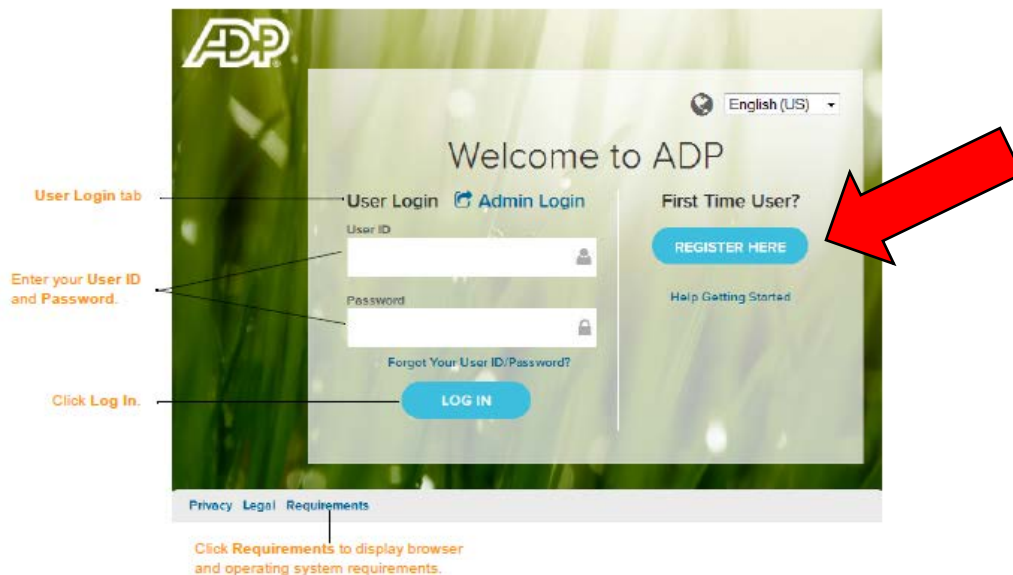 ADP
English (US)
Welcome to ADP
User Login tab
User Login Admin Login
First Time User?
User ID
REGISTER HERE
Enter your User ID
and Password.
Password
Help Getting Started
Forgot Your User ID/Password?
Click Log In.
LOG IN
Privacy Legal Requirements
Click Requirements to display browser
and operating system requirements.